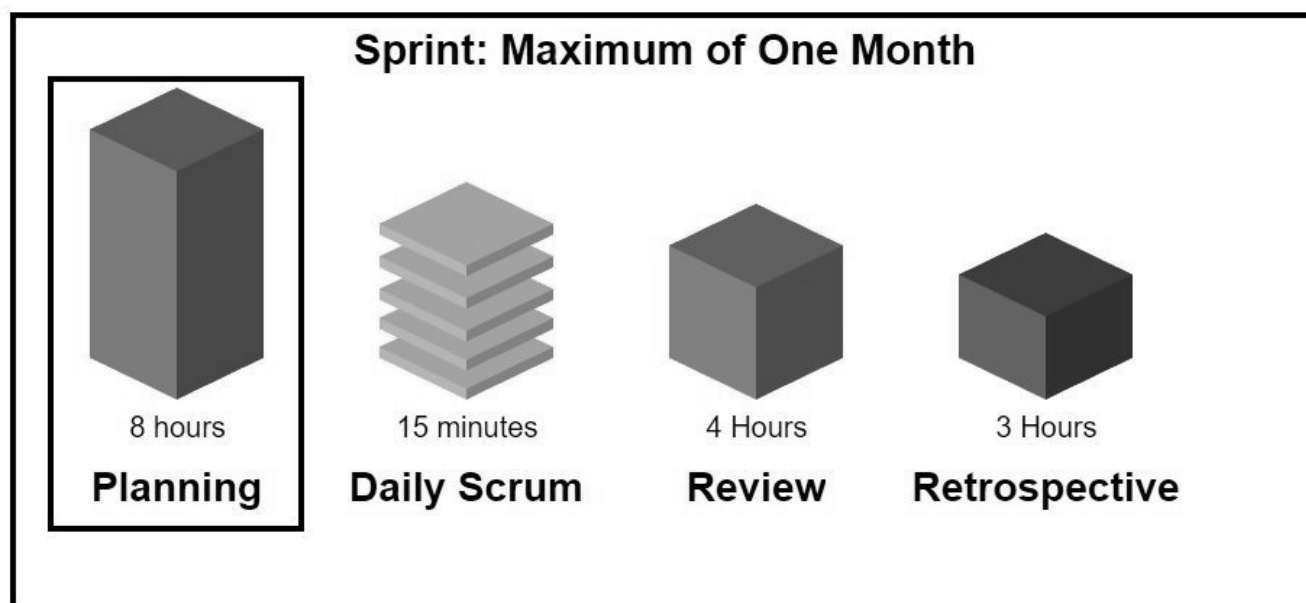 Sprint: Maximum of One Month
8 hours
Planning
15 minutes
Daily Scrum
4 Hours
Review
3 Hours
Retrospective